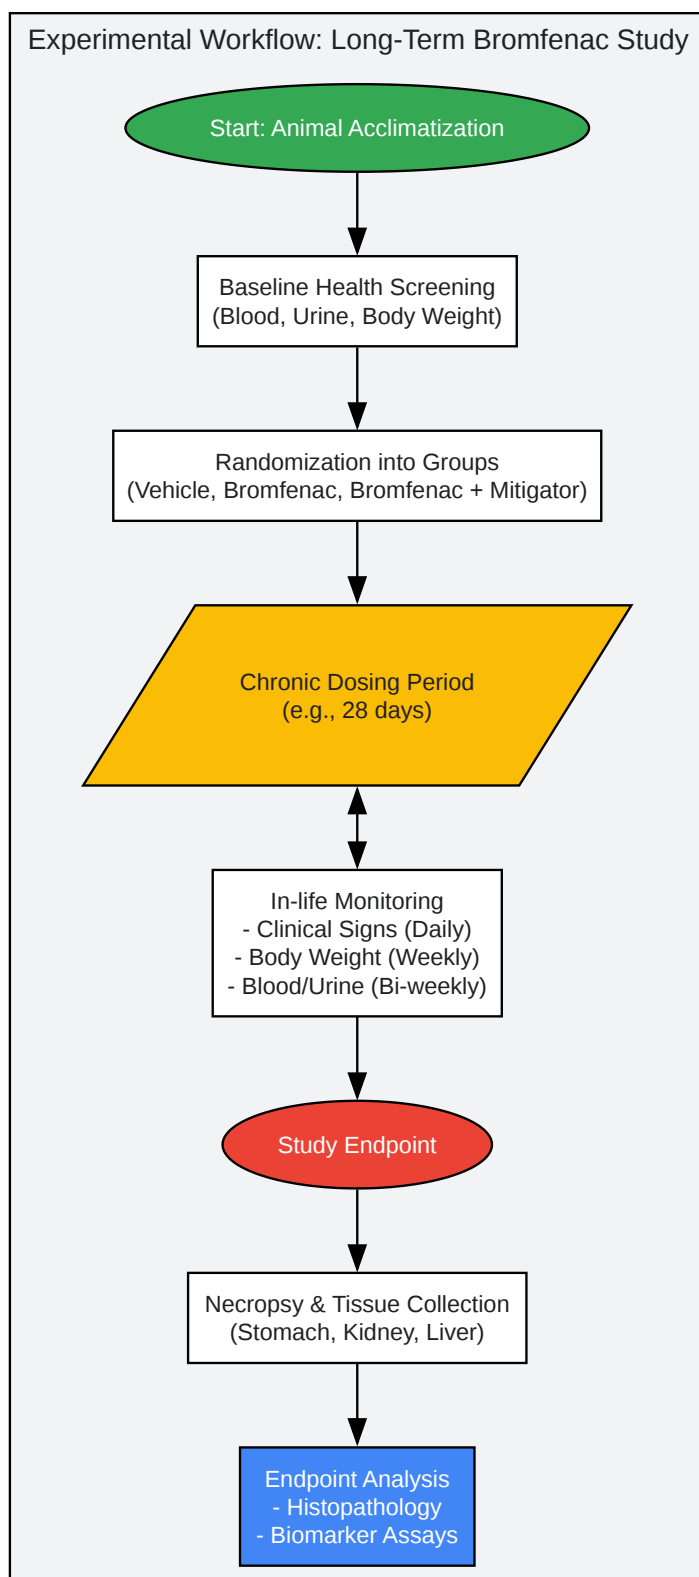 Experimental Workflow: Long-Term Bromfenac Study
Start: Animal Acclimatization
Baseline Health Screening
(Blood, Urine, Body Weight)
Randomization into Groups
(Vehicle, Bromfenac, Bromfenac + Mitigator)
Chronic Dosing Period
(e.g., 28 days)
In-life Monitoring
- Clinical Signs (Daily)
- Body Weight (Weekly)
- Blood/Urine (Bi-weekly)
Study Endpoint
Necropsy & Tissue Collection
(Stomach, Kidney, Liver)
Endpoint Analysis
- Histopathology
- Biomarker Assays